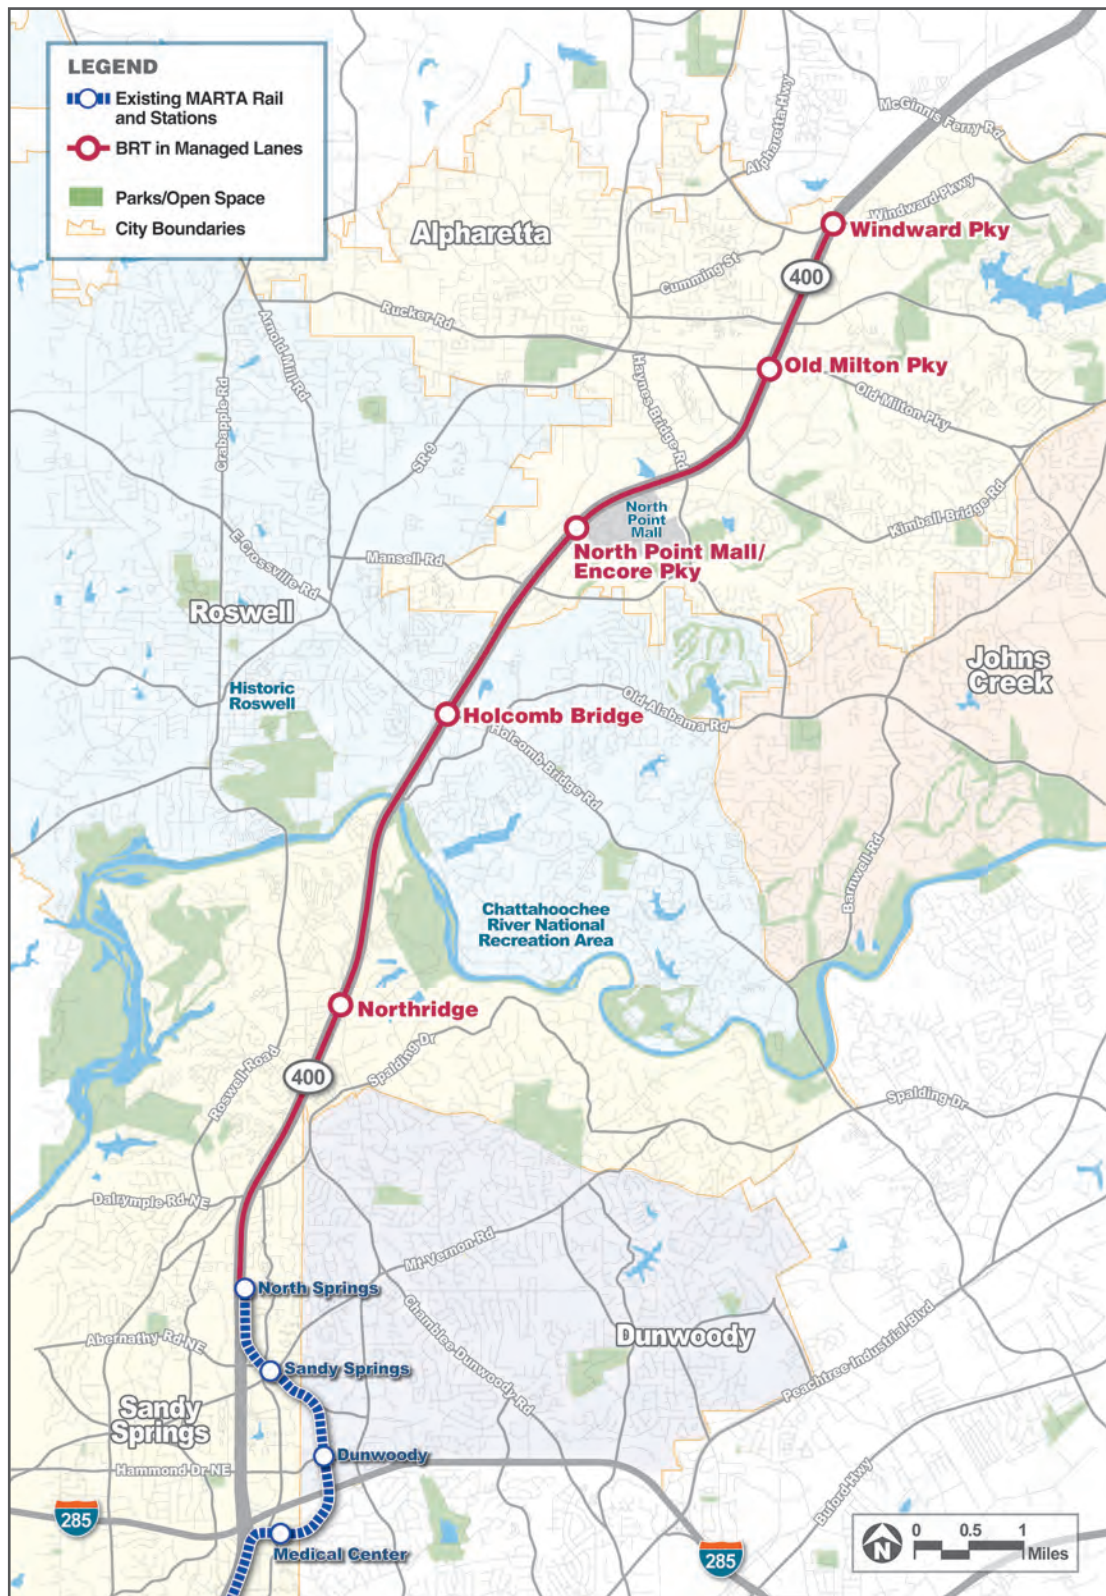 LEGEND
Existing MARTA Rail
and Stations
BRT in Managed Lanes
Parks/Open Space
City Boundaries
McGinnis Ferry Rd
Alpharetta Hwy
Windward Pkwy
Windward Pky
Alpharetta
400
Cumming St
Rucker Rd
Arnold Mill Rd
Haynes Bridge Rd
Old Milton Pky
Old Milton Pky
Crabapple Rd
SR 9
North
Point
Mall
Kimball Bridge Rd
North Point Mall/
Encore Pky
E Crossville Rd
Mansell Rd
Roswell
Johns
Creek
Historic
Roswell
Holcomb Bridge
Old Alabama Rd
Holcomb Bridge Rd
Barnwell Rd
Chattahoochee
River National
Recreation Area
Northridge
Roswell Road
Spalding Dr
400
Spalding Dr
Dalrymple Rd NE
Mt Vernon Rd
North Springs
Chamblee Dunwoody Rd
Abernathy Rd NE
Dunwoody
Sandy Springs
Peachtree Industrial Blvd
Sandy
Springs
Dunwoody
Hammond Dr NE
Buford Hwy
285
Medical Center
285
N
0 0.5 1
Miles